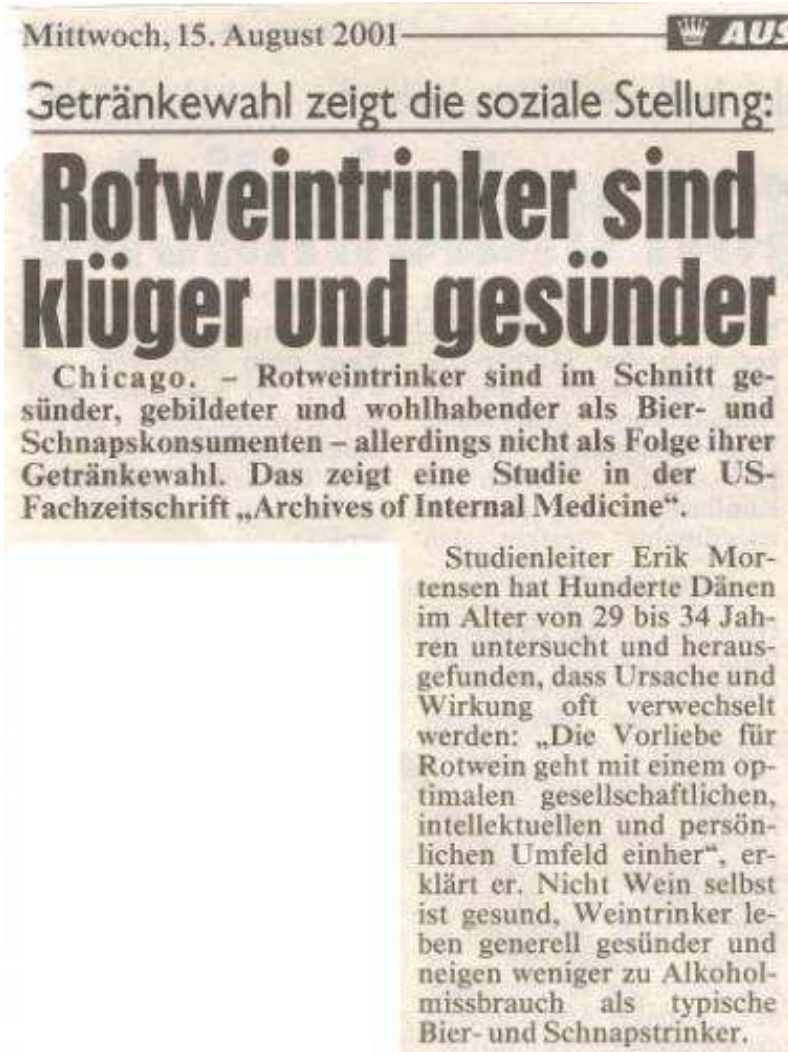 Mittwoch, 15. August 2001
AUS
Getränkewahl zeigt die soziale Stellung:
Rotweintrinker sind
klüger und gesünder
Chicago. – Rotweintrinker sind im Schnitt ge-
sünder, gebildeter und wohlhabender als Bier- und
Schnapskonsumenten – allerdings nicht als Folge ihrer
Getränkewahl. Das zeigt eine Studie in der US-
Fachzeitschrift „Archives of Internal Medicine“.
Studienleiter Erik Mor-
tensen hat Hunderte Dänen
im Alter von 29 bis 34 Jah-
ren untersucht und heraus-
gefunden, dass Ursache und
Wirkung oft verwechselt
werden: „Die Vorliebe für
Rotwein geht mit einem op-
timalen gesellschaftlichen,
intellektuellen und persön-
lichen Umfeld einher“, er-
klärt er. Nicht Wein selbst
ist gesund, Weintrinker le-
ben generell gesünder und
neigen weniger zu Alkohol-
missbrauch als typische
Bier- und Schnapstrinker.